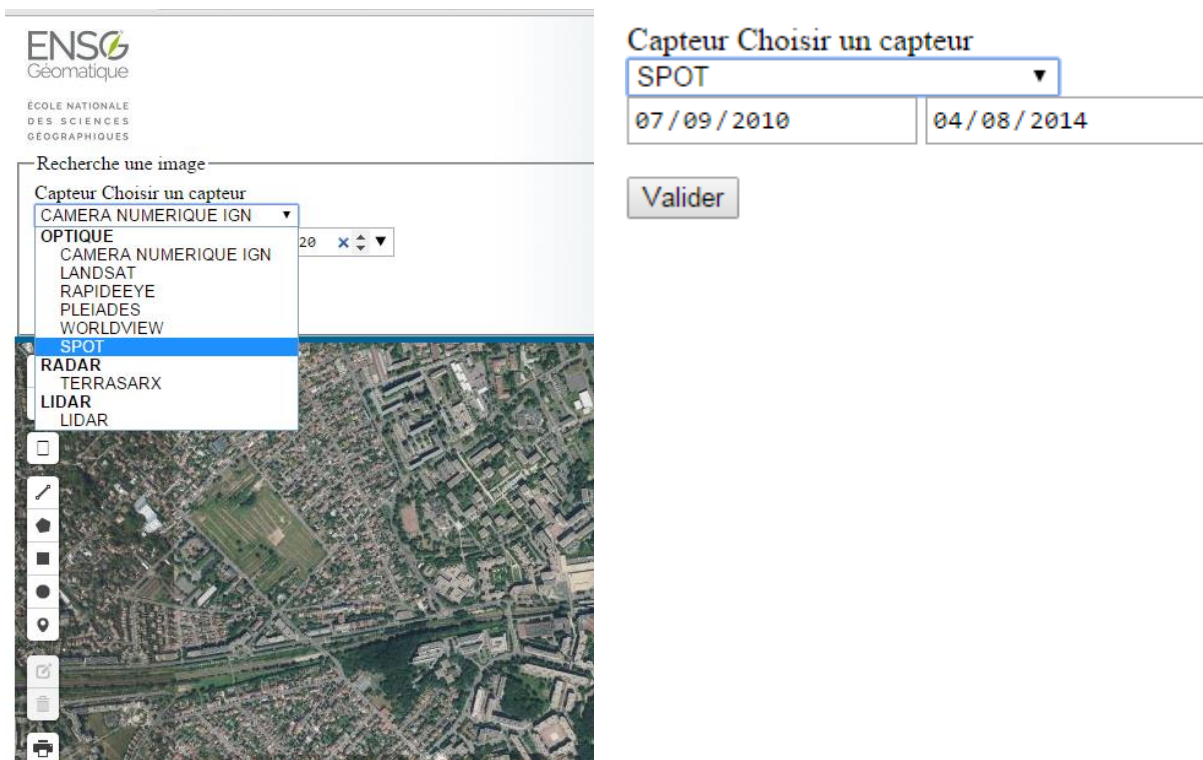 ENSG
Géomatique
ÉCOLE NATIONALE
DES SCIENCES
GÉOGRAPHIQUES
Recherche une image
Capteur Choisir un capteur
CAMERA NUMERIQUE IGN
20
OPTIQUE
CAMERA NUMERIQUE IGN
LANDSAT
RAPIDEEYE
PLEIADES
WORLDVIEW
SPOT
RADAR
TERRASARX
LIDAR
LIDAR
Capteur Choisir un capteur
SPOT
07/09/2010 04/08/2014
Valider